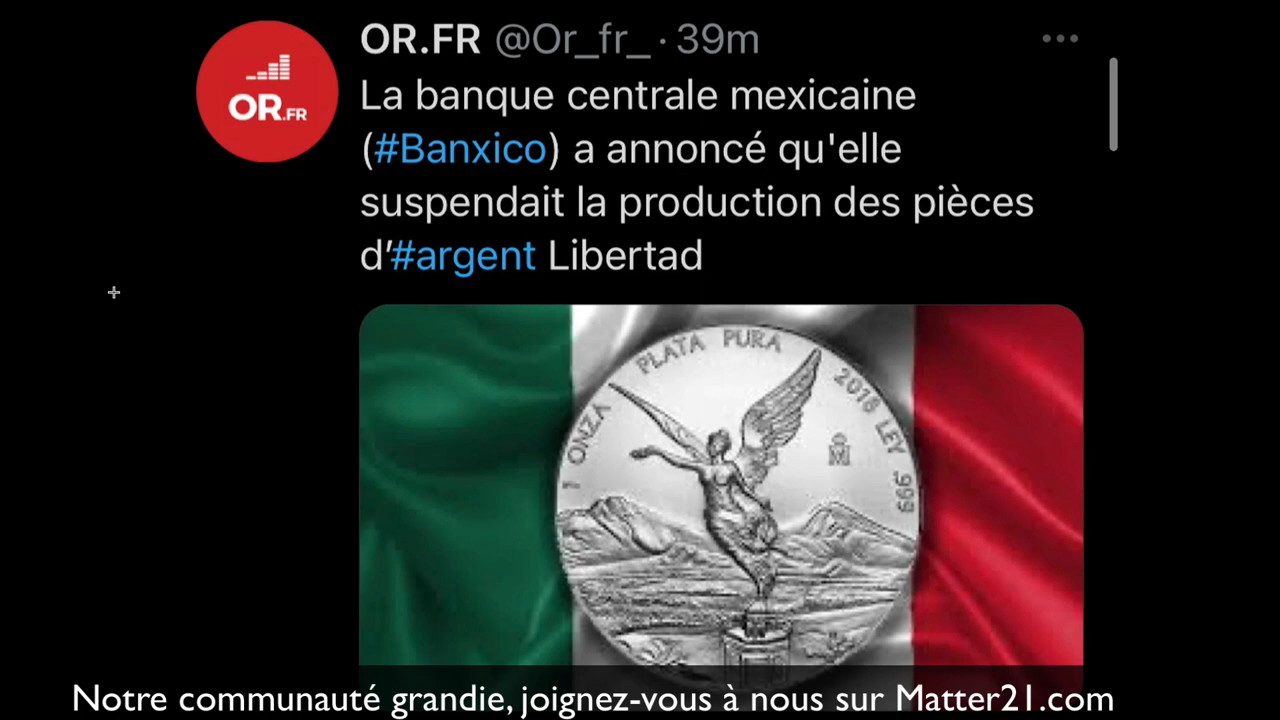 OR.FR
OR.FR @Or_fr_ · 39m
La banque centrale mexicaine
(#Banxico) a annoncé qu'elle
suspendait la production des pièces
d'#argent Libertad
1 ONZA PLATA PURA 2018 LEY .999
M
Notre communauté grandie, joignez-vous à nous sur Matter21.com